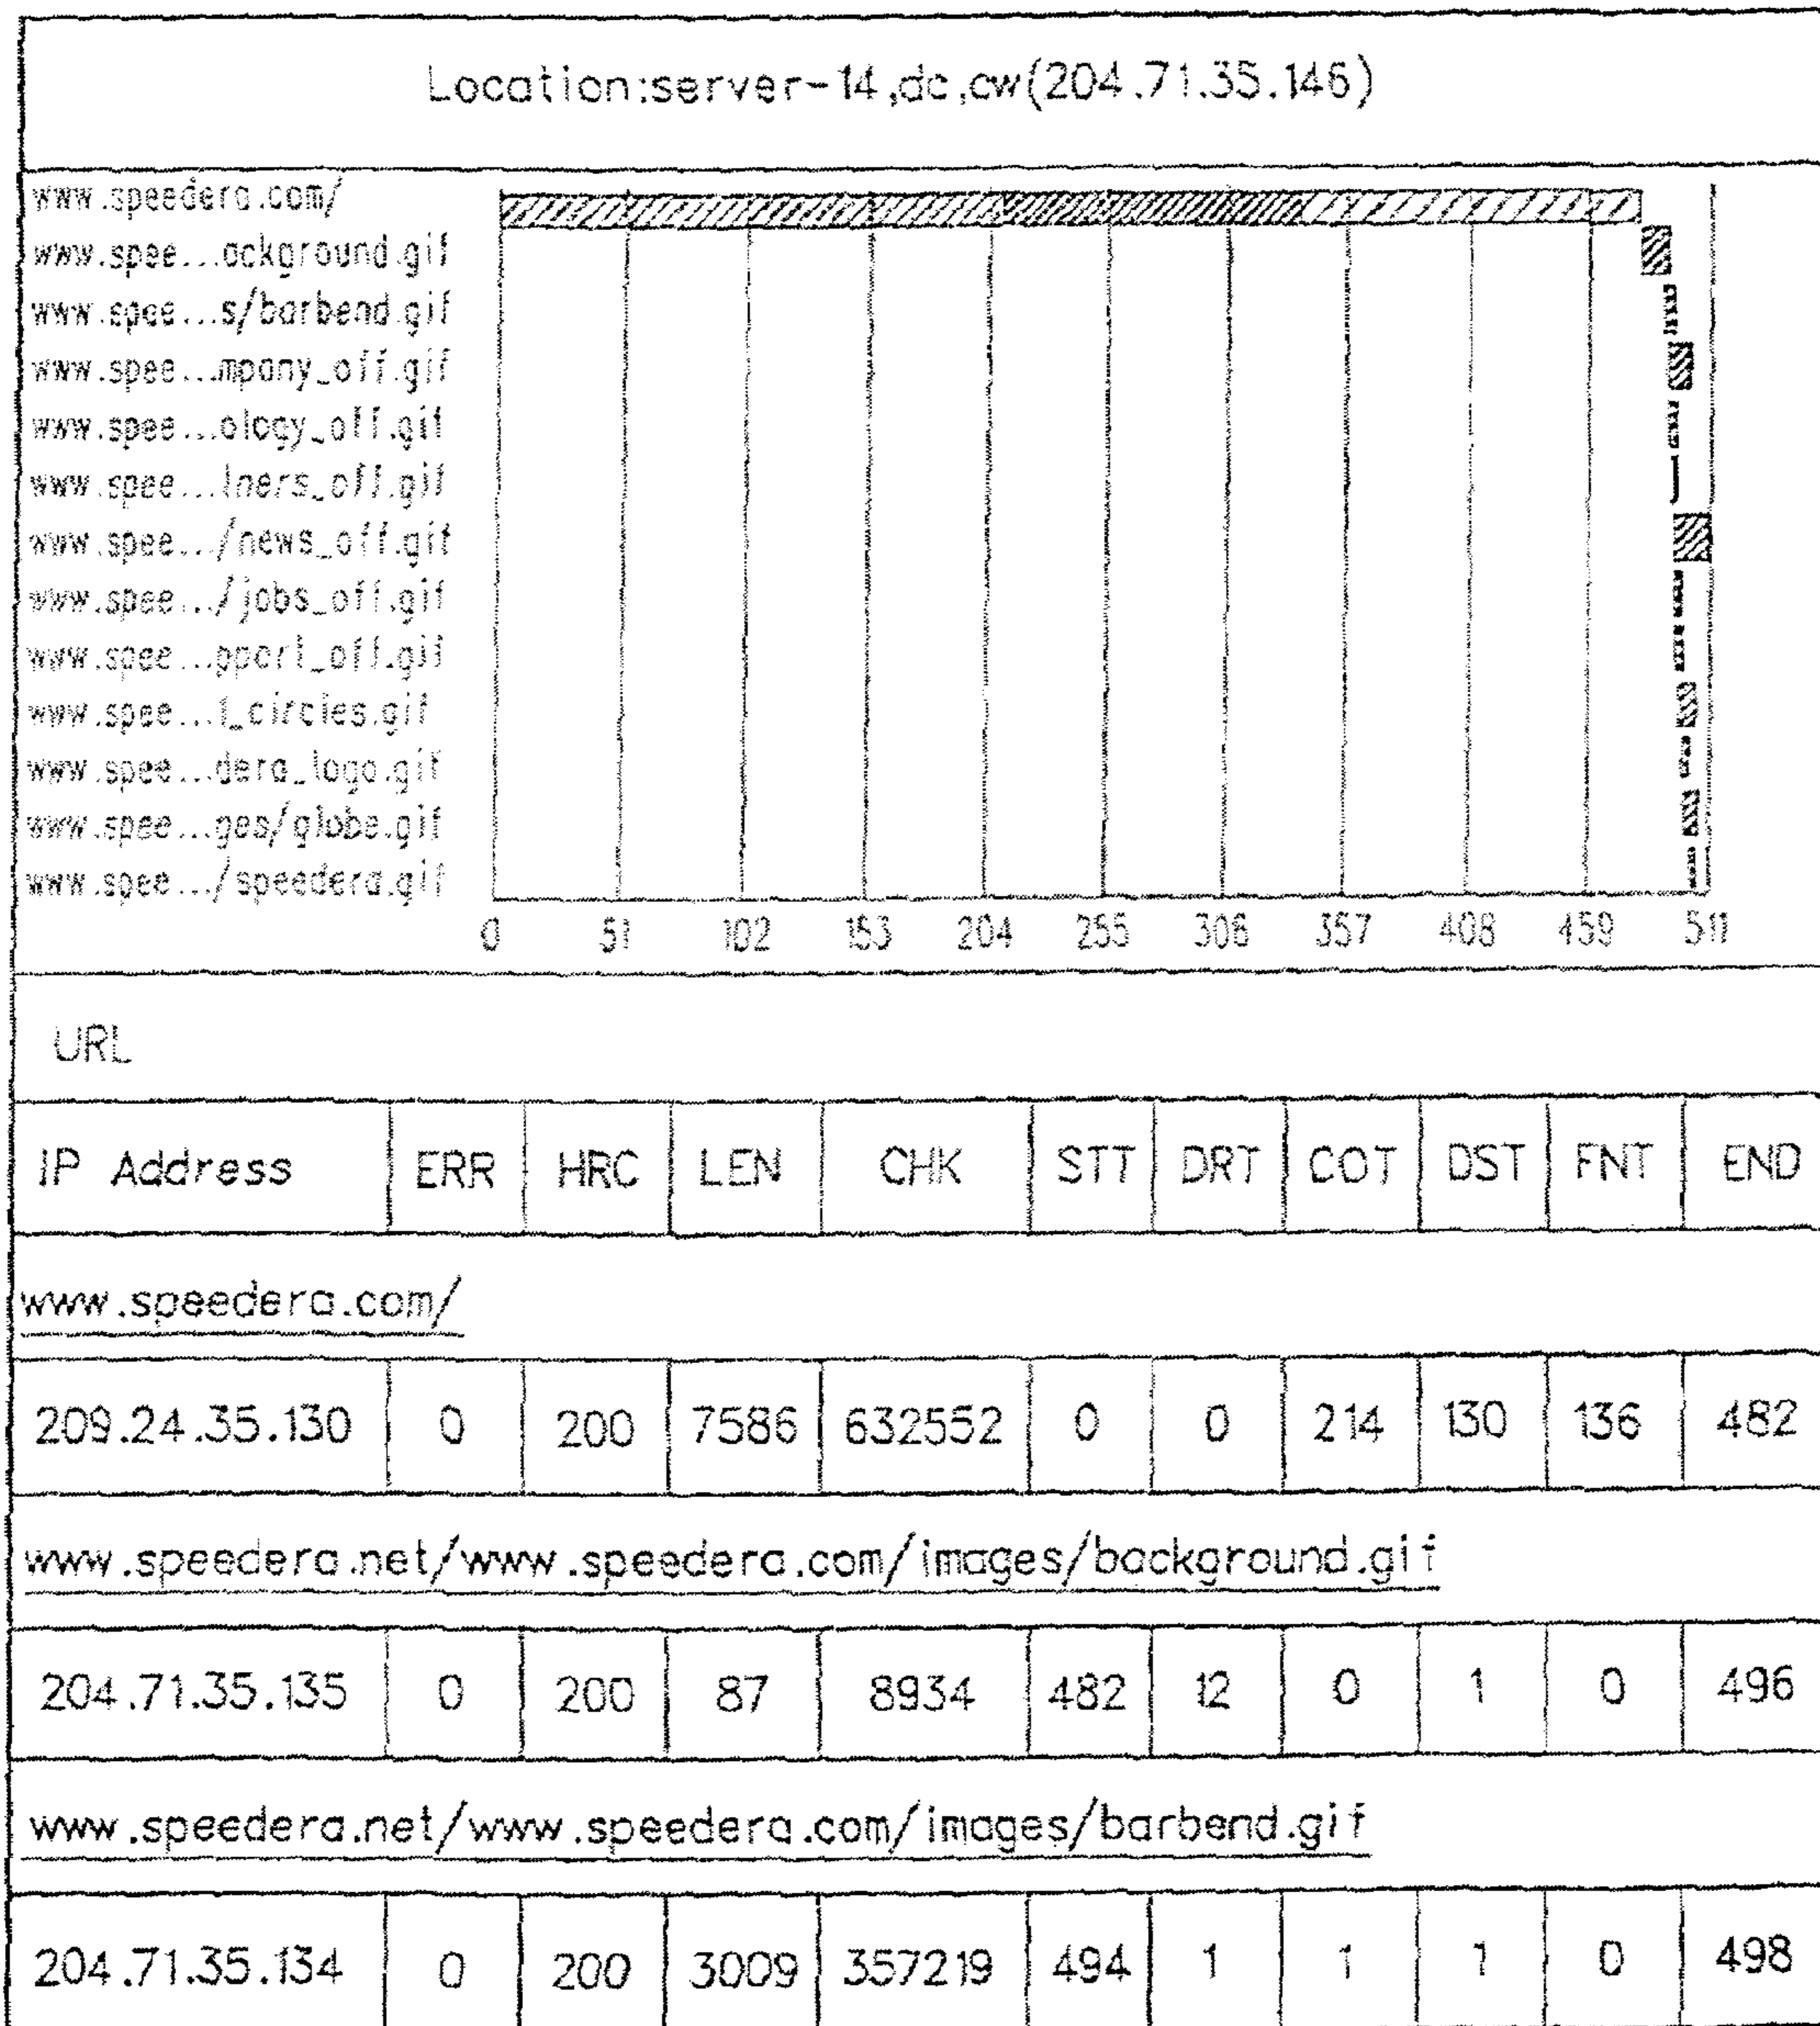 Location:server-14,dc,cw(204.71.35.146)
www.speedera.com/
www.spee...ackground.gif
www.spee...s/barbend.gif
www.spee...mpany_off.gif
www.spee...ology_off.gif
www.spee...tners_off.gif
www.spee.../news_off.gif
www.spee.../jobs_off.gif
www.spee...pport_off.gif
www.spee...t_circles.gif
www.spee...dera_logo.gif
www.spee...ges/globe.gif
www.spee.../speedera.gif
0 51 102 153 204 255 306 357 408 459 511
URL
IP Address ERR HRC LEN CHK STT DRT COT DST FNT END
www.speedera.com/
209.24.35.130 0 200 7586 632552 0 0 214 130 136 482
www.speedera.net/www.speedera.com/images/background.gif
204.71.35.135 0 200 87 8934 482 12 0 1 0 496
www.speedera.net/www.speedera.com/images/barbend.gif
204.71.35.134 0 200 3009 357219 494 1 1 1 0 498